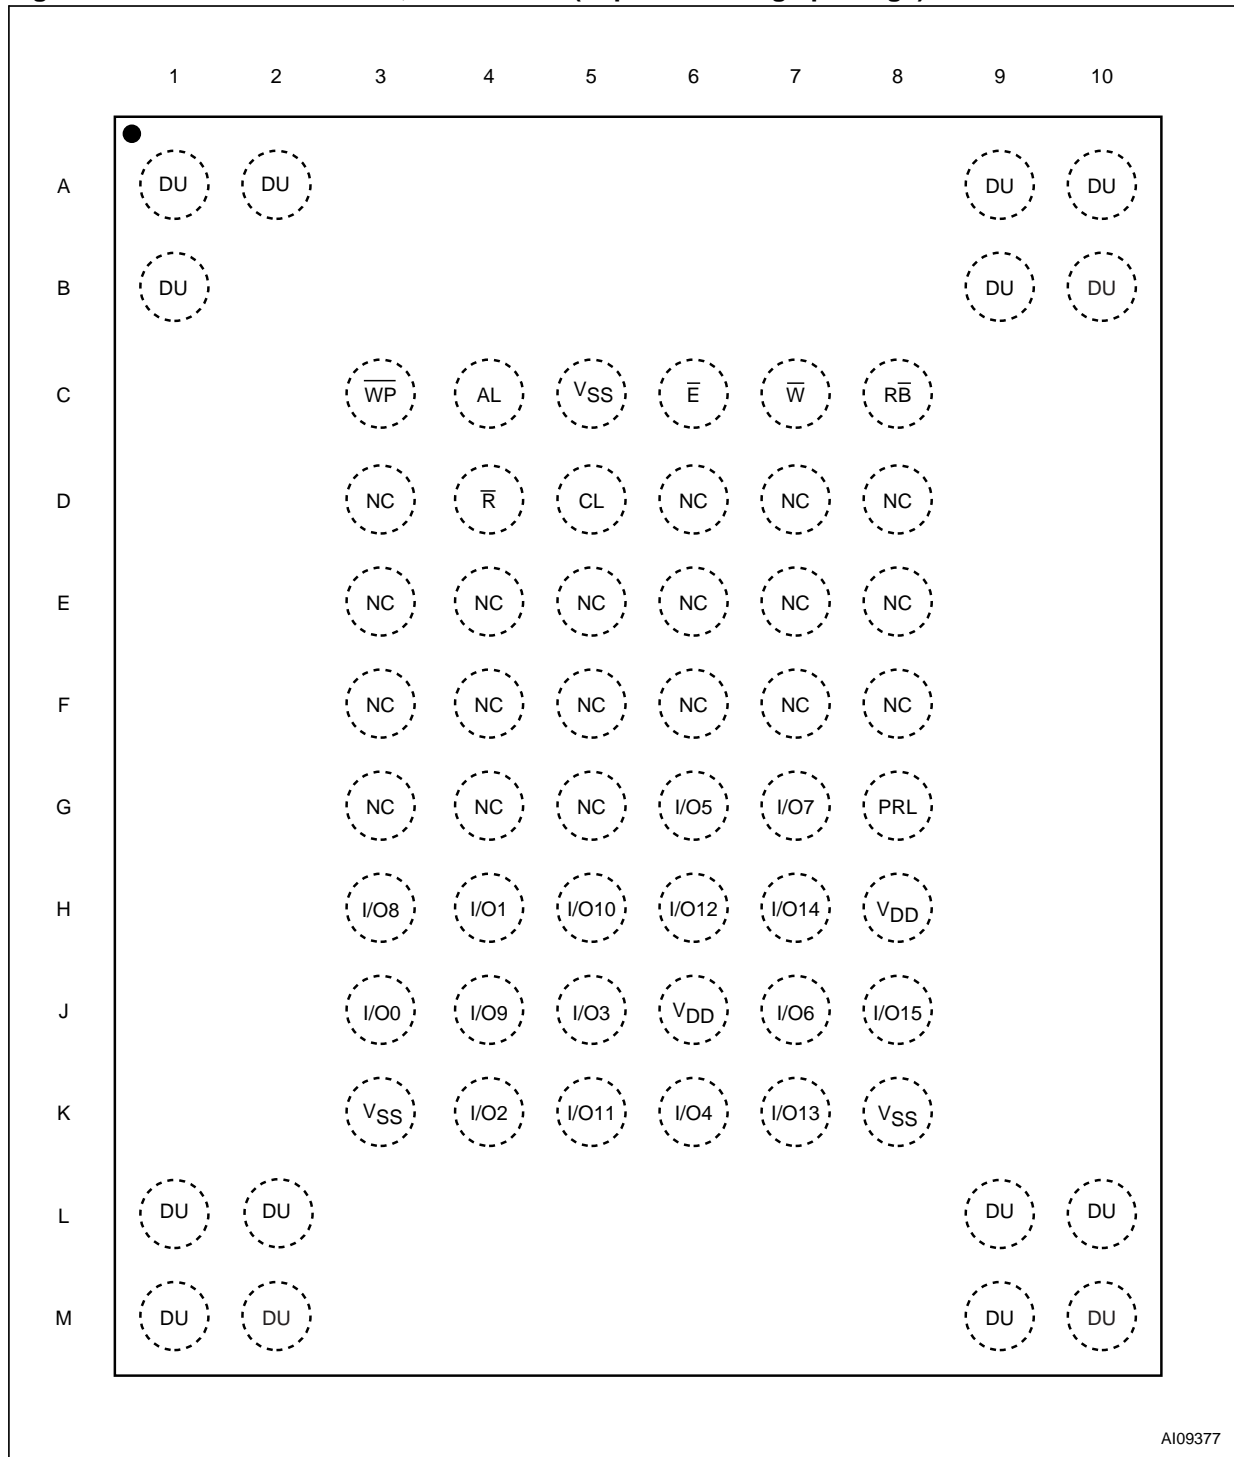 1 2 3 4 5 6 7 8 9 10
A DU DU DU DU
B DU DU DU
C W̅P̅ AL VSS E̅ W̅ RB̅
D NC R̅ CL NC NC NC
E NC NC NC NC NC NC
F NC NC NC NC NC NC
G NC NC NC I/O5 I/O7 PRL
H I/O8 I/O1 I/O10 I/O12 I/O14 VDD
J I/O0 I/O9 I/O3 VDD I/O6 I/O15
K VSS I/O2 I/O11 I/O4 I/O13 VSS
L DU DU DU DU
M DU DU DU DU
AI09377